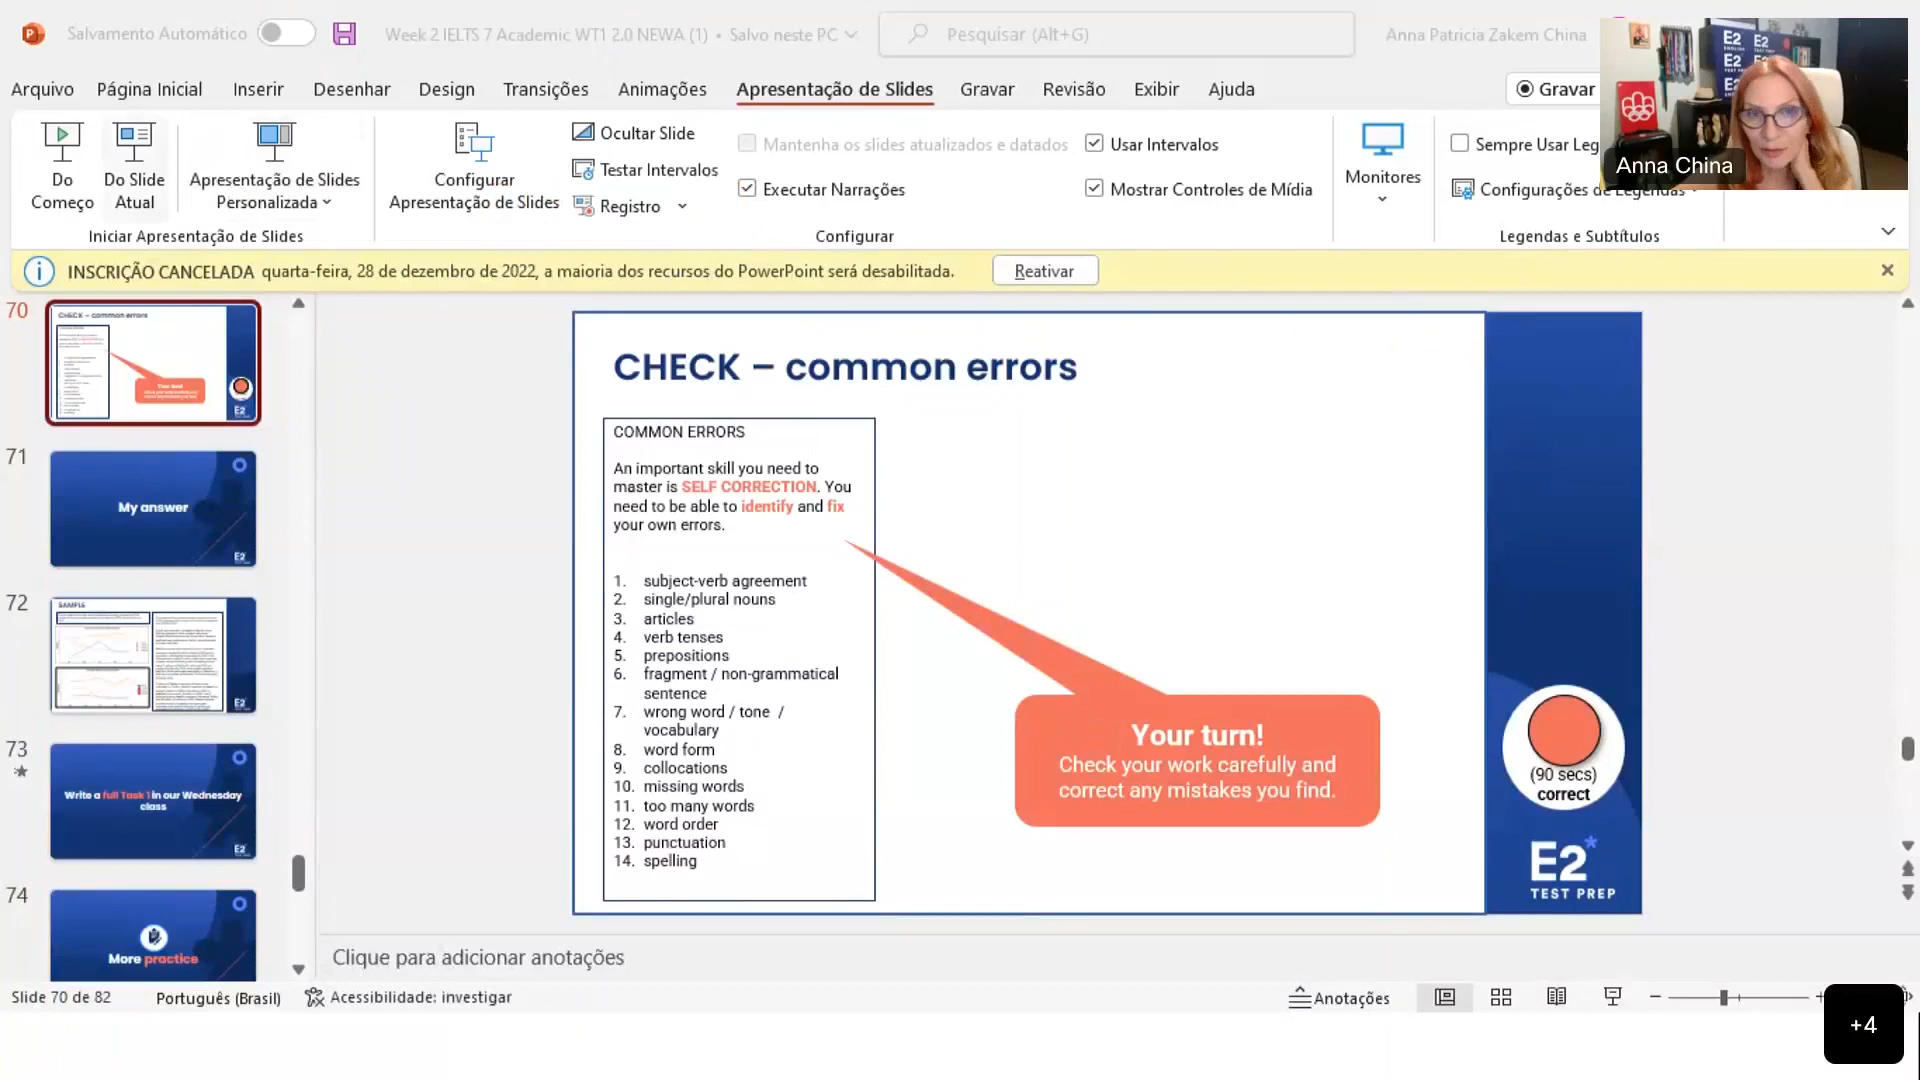 Salvamento Automático
Week 2 IELTS 7 Academic WT1 2.0 NEWA (1) • Salvo neste PC
Pesquisar (Alt+G)
Anna Patricia Zakem China
Arquivo Página Inicial Inserir Desenhar Design Transições Animações Apresentação de Slides Gravar Revisão Exibir Ajuda
Gravar
Do Começo
Do Slide Atual
Apresentação de Slides Personalizada
Iniciar Apresentação de Slides
Configurar Apresentação de Slides
Ocultar Slide
Testar Intervalos
Registro
Mantenha os slides atualizados e datados
Executar Narrações
Usar Intervalos
Mostrar Controles de Mídia
Configurar
Monitores
Sempre Usar Leg
Configurações de Legendas
Legendas e Subtítulos
Anna China
INSCRIÇÃO CANCELADA quarta-feira, 28 de dezembro de 2022, a maioria dos recursos do PowerPoint será desabilitada.
Reativar
70
CHECK – common errors
71
My answer
E2
72
SAMPLE
E2
73
Write a full Task 1 in our Wednesday
class
E2
74
More practice
CHECK – common errors
COMMON ERRORS
An important skill you need to
master is SELF CORRECTION. You
need to be able to identify and fix
your own errors.
1. subject-verb agreement
2. single/plural nouns
3. articles
4. verb tenses
5. prepositions
6. fragment / non-grammatical
sentence
7. wrong word / tone /
vocabulary
8. word form
9. collocations
10. missing words
11. too many words
12. word order
13. punctuation
14. spelling
Your turn!
Check your work carefully and
correct any mistakes you find.
(90 secs)
correct
E2*
TEST PREP
Clique para adicionar anotações
Slide 70 de 82
Português (Brasil)
Acessibilidade: investigar
Anotações
+4